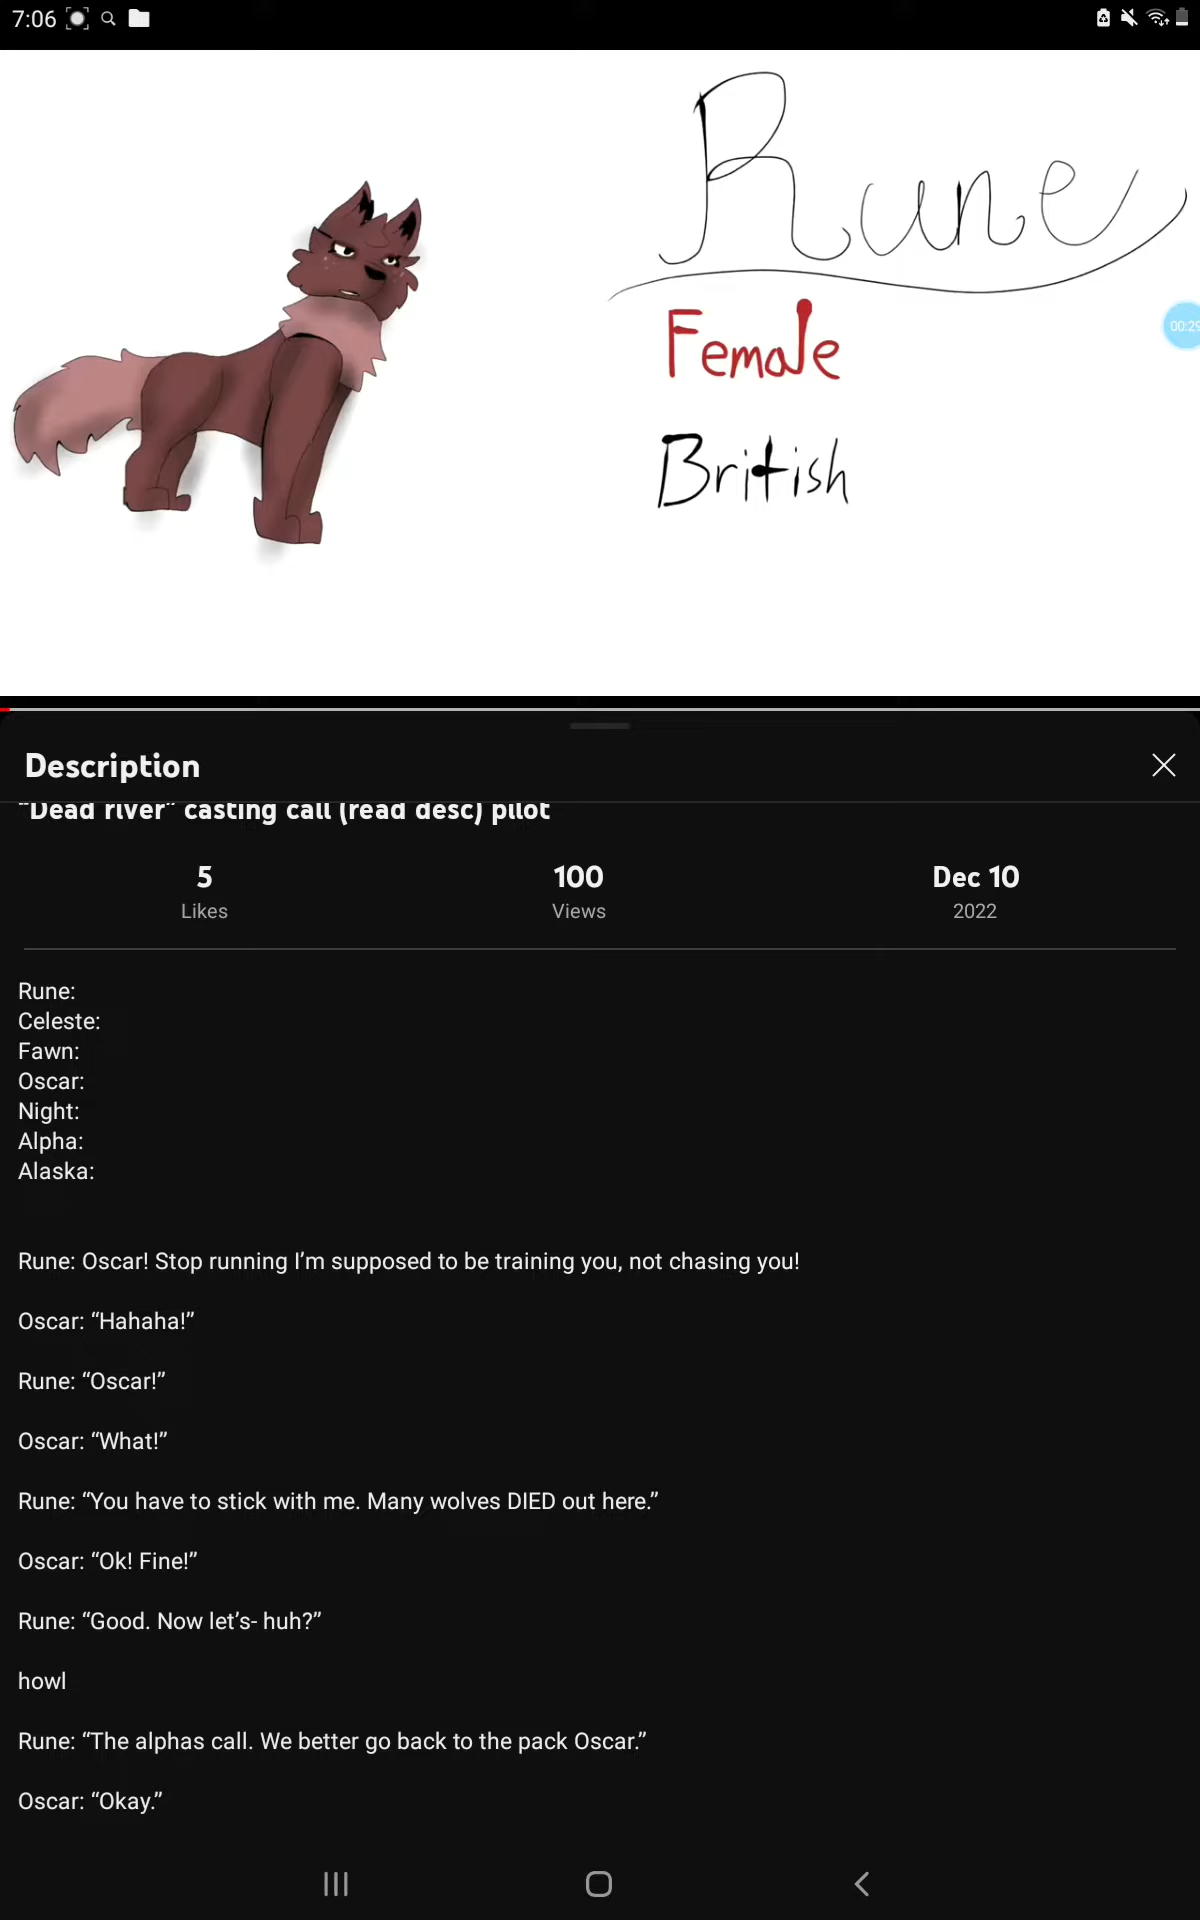 7:06
Rune
Female
British
00:29
Description
"Dead river" casting call (read desc) pilot
5
Likes
100
Views
Dec 10
2022
Rune:
Celeste:
Fawn:
Oscar:
Night:
Alpha:
Alaska:
Rune: Oscar! Stop running I’m supposed to be training you, not chasing you!
Oscar: “Hahaha!”
Rune: “Oscar!”
Oscar: “What!”
Rune: “You have to stick with me. Many wolves DIED out here.”
Oscar: “Ok! Fine!”
Rune: “Good. Now let’s- huh?”
howl
Rune: “The alphas call. We better go back to the pack Oscar.”
Oscar: “Okay.”